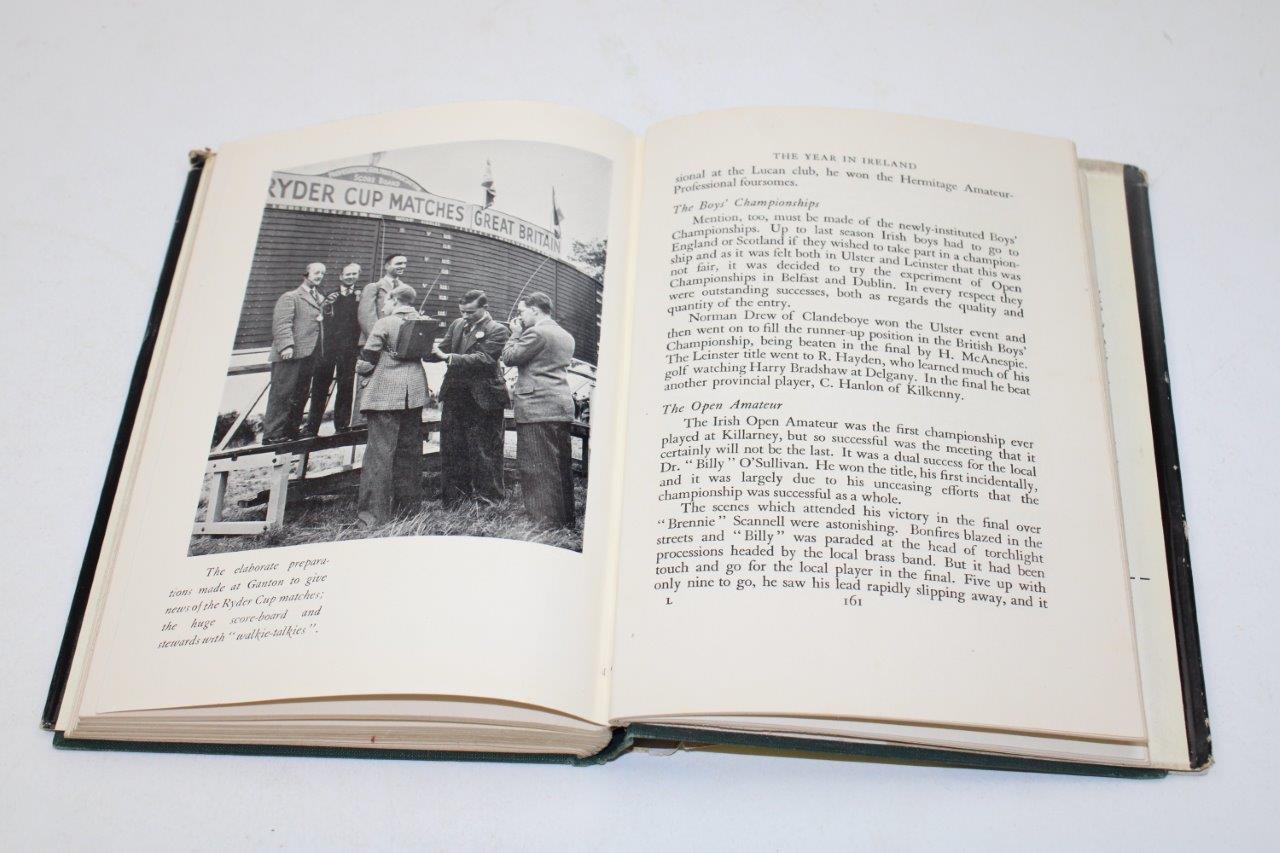 SCORE BOARD
RYDER CUP MATCHES GREAT BRITAIN
The elaborate prepara-
tions made at Ganton to give
news of the Ryder Cup matches;
the huge score-board and
stewards with "walkie-talkies".
THE YEAR IN IRELAND
sional at the Lucan club, he won the Hermitage Amateur-
Professional foursomes.
The Boys' Championships
Mention, too, must be made of the newly-instituted Boys'
Championships. Up to last season Irish boys had to go to
England or Scotland if they wished to take part in a champion-
ship and as it was felt both in Ulster and Leinster that this was
not fair, it was decided to try the experiment of Open
Championships in Belfast and Dublin. In every respect they
were outstanding successes, both as regards the quality and
quantity of the entry.
Norman Drew of Clandeboye won the Ulster event and
then went on to fill the runner-up position in the British Boys'
Championship, being beaten in the final by H. McAnespie.
The Leinster title went to R. Hayden, who learned much of his
golf watching Harry Bradshaw at Delgany. In the final he beat
another provincial player, C. Hanlon of Kilkenny.
The Open Amateur
The Irish Open Amateur was the first championship ever
played at Killarney, but so successful was the meeting that it
certainly will not be the last. It was a dual success for the local
Dr. "Billy" O'Sullivan. He won the title, his first incidentally,
and it was largely due to his unceasing efforts that the
championship was successful as a whole.
The scenes which attended his victory in the final over
"Brennie" Scannell were astonishing. Bonfires blazed in the
streets and "Billy" was paraded at the head of torchlight
processions headed by the local brass band. But it had been
touch and go for the local player in the final. Five up with
only nine to go, he saw his lead rapidly slipping away, and it
L 161